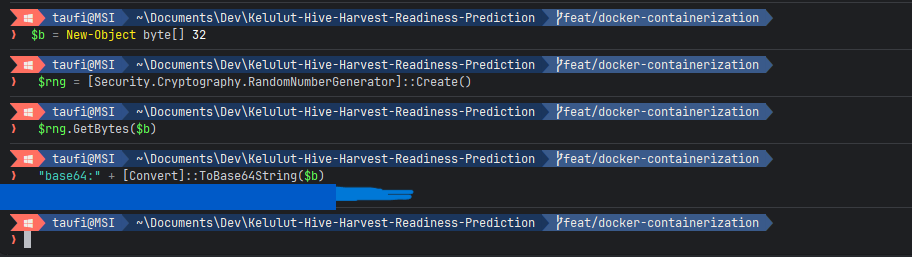 taufi@MSI ~\Documents\Dev\Kelulut-Hive-Harvest-Readiness-Prediction feat/docker-containerization
❯ $b = New-Object byte[] 32
taufi@MSI ~\Documents\Dev\Kelulut-Hive-Harvest-Readiness-Prediction feat/docker-containerization
❯ $rng = [Security.Cryptography.RandomNumberGenerator]::Create()
taufi@MSI ~\Documents\Dev\Kelulut-Hive-Harvest-Readiness-Prediction feat/docker-containerization
❯ $rng.GetBytes($b)
taufi@MSI ~\Documents\Dev\Kelulut-Hive-Harvest-Readiness-Prediction feat/docker-containerization
❯ "base64:" + [Convert]::ToBase64String($b)
taufi@MSI ~\Documents\Dev\Kelulut-Hive-Harvest-Readiness-Prediction feat/docker-containerization
❯